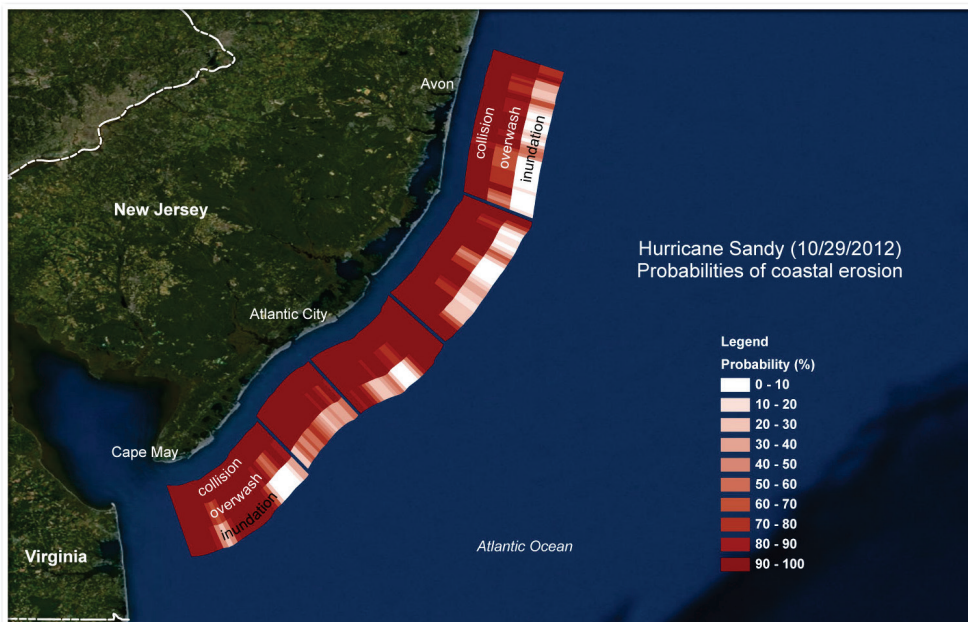 Avon
collision
overwash
inundation
New Jersey
Hurricane Sandy (10/29/2012)
Probabilities of coastal erosion
Atlantic City
Legend
Probability (%)
0 - 10
10 - 20
20 - 30
30 - 40
40 - 50
50 - 60
60 - 70
70 - 80
80 - 90
90 - 100
Cape May
collision
overwash
inundation
Virginia
Atlantic Ocean